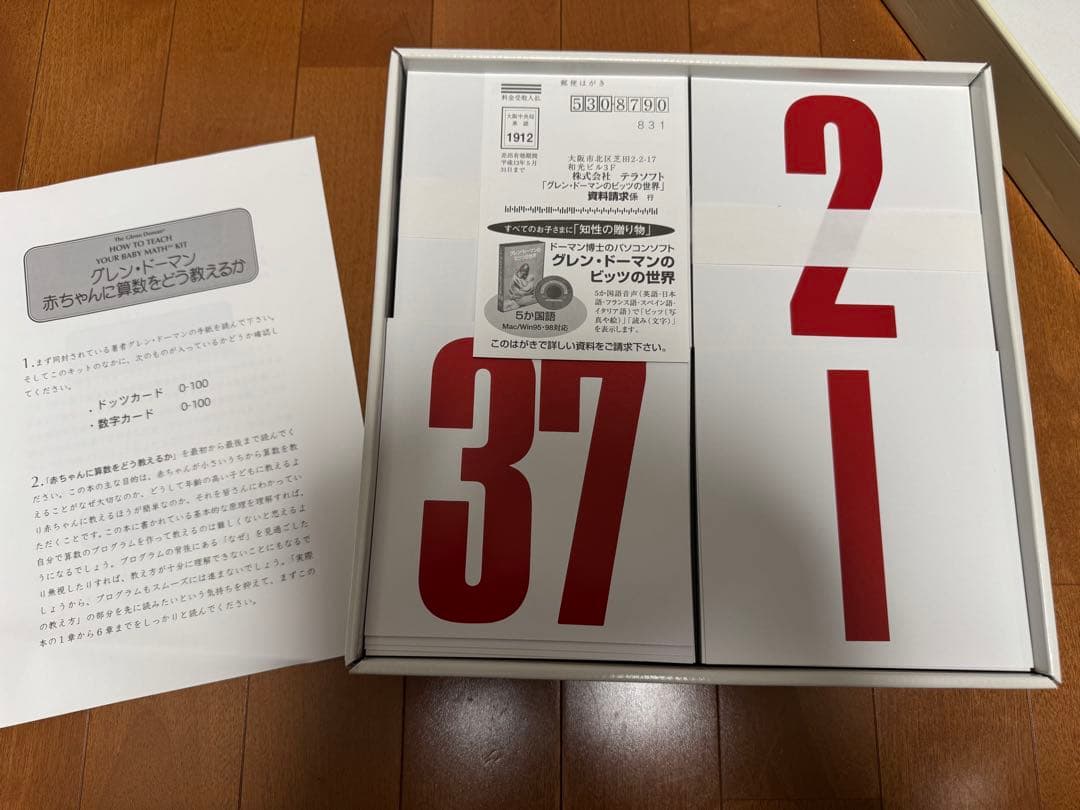 The Glenn Doman®
HOW TO TEACH
YOUR BABY MATH™ KIT
グレン・ドーマン
赤ちゃんに算数をどう教えるか
1.まず同封されている著者グレン・ドーマンの手紙を読んで下さい。
そしてこのキットのなかに、次のものが入っているかどうか確認し
てください。
・ドッツカード 0-100
・数字カード 0-100
2.「赤ちゃんに算数をどう教えるか」を最初から最後まで読んでく
ださい。この本の主な目的は、赤ちゃんが小さいうちから算数を教
えることがなぜ大切なのか、どうして年齢の高い子どもに教えるよ
り赤ちゃんに教えるほうが簡単なのか、それを皆さんにわかってい
ただくことです。この本に書かれている基本的な原理を理解すれば、
自分で算数のプログラムを作って教えるのは難しくないと思えるよ
うになるでしょう。プログラムの背後にある「なぜ」を見過ごした
り無視したりすれば、教え方が十分に理解できないことにもなるで
しょうから、プログラムもスムーズには進まないでしょう。「実際
の教え方」の部分を先に読みたいという気持ちを抑えて、まずこの
本の1章から6章までをしっかりと読んでください。
郵便はがき
料金受取人払
大阪中央局
承認
1912
差出有効期間
平成13年5月
31日まで
5308790
831
大阪市北区芝田2-2-17
和光ビル3F
株式会社 テラソフト
「グレン・ドーマンのビッツの世界」
資料請求係 行
すべてのお子さまに「知性の贈り物」
ドーマン博士のパソコンソフト
グレン・ドーマンの
ビッツの世界
5か国語音声(英語・日本
語・フランス語・スペイン語・
イタリア語)で「ビッツ(写
真や絵)」「読み(文字)」
を表示します。
5か国語
Mac/Win95・98対応
このはがきで詳しい資料をご請求下さい。
2
37
1